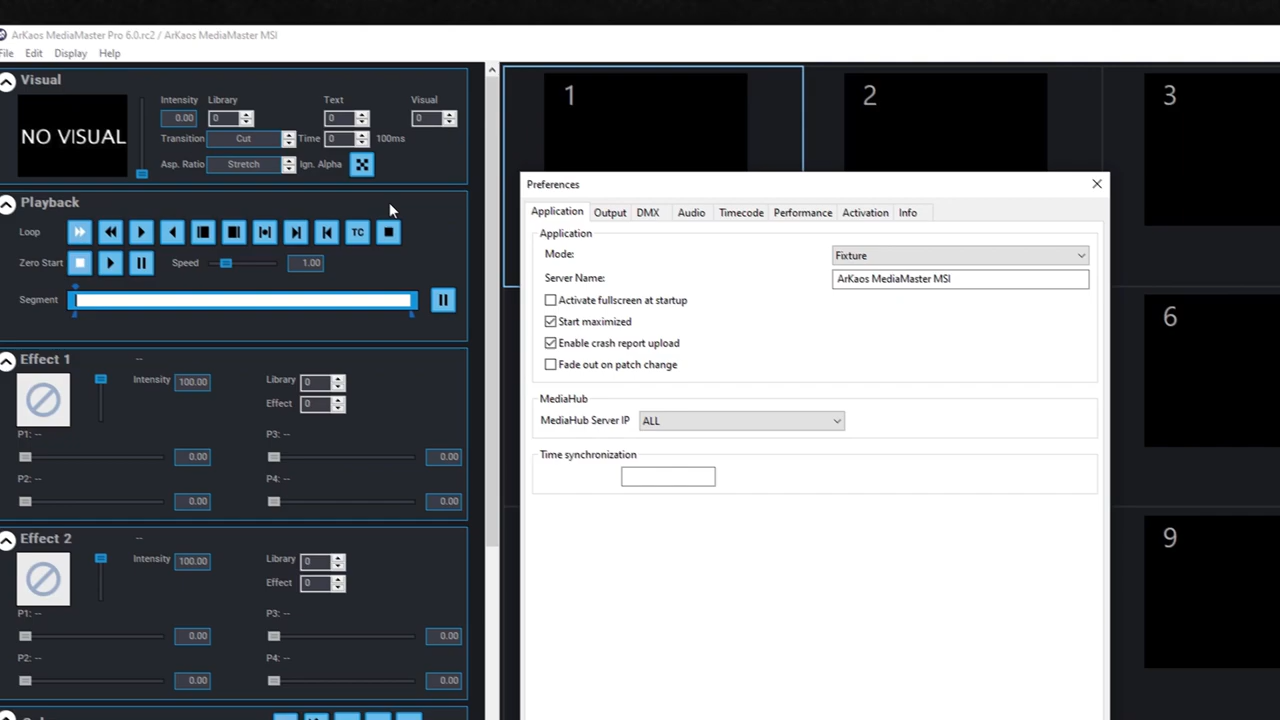 ArKaos MediaMaster Pro 6.0.rc2 / ArKaos MediaMaster MSI
File Edit Display Help
Visual
NO VISUAL
Intensity Library Text Visual
0.00 0 0 0
Transition Cut Time 0 100ms
Asp. Ratio Stretch Ign. Alpha
Playback
Loop TC
Zero Start Speed 1.00
Segment
Effect 1 --
Intensity 100.00 Library 0
Effect 0
P1: -- P3: --
0.00 0.00
P2: -- P4: --
0.00 0.00
Effect 2 --
Intensity 100.00 Library 0
Effect 0
P1: -- P3: --
0.00 0.00
P2: -- P4: --
0.00 0.00
1 2 3
6
9
Preferences
Application Output DMX Audio Timecode Performance Activation Info
Application
Mode: Fixture
Server Name: ArKaos MediaMaster MSI
Activate fullscreen at startup
Start maximized
Enable crash report upload
Fade out on patch change
MediaHub
MediaHub Server IP ALL
Time synchronization